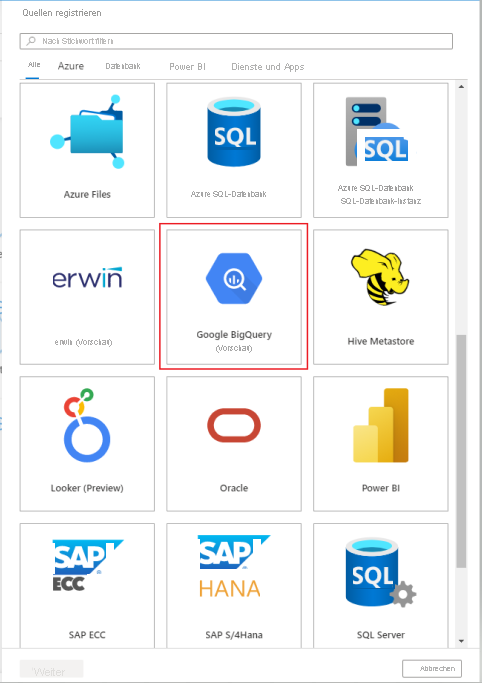 Quellen registrieren
Nach Stichwort filtern
Alle Azure Datenbank Power BI Dienste und Apps
Azure Files
SQL
Azure SQL-Datenbank
SQL
Azure SQL-Datenbank
SQL-Datenbank-Instanz
erwin
erwin (Vorschau)
Google BigQuery
(Vorschau)
Hive Metastore
Looker (Preview)
Oracle
Power BI
SAP
ECC
SAP ECC
SAP
HANA
SAP S/4Hana
SQL
SQL Server
Weiter
Abbrechen